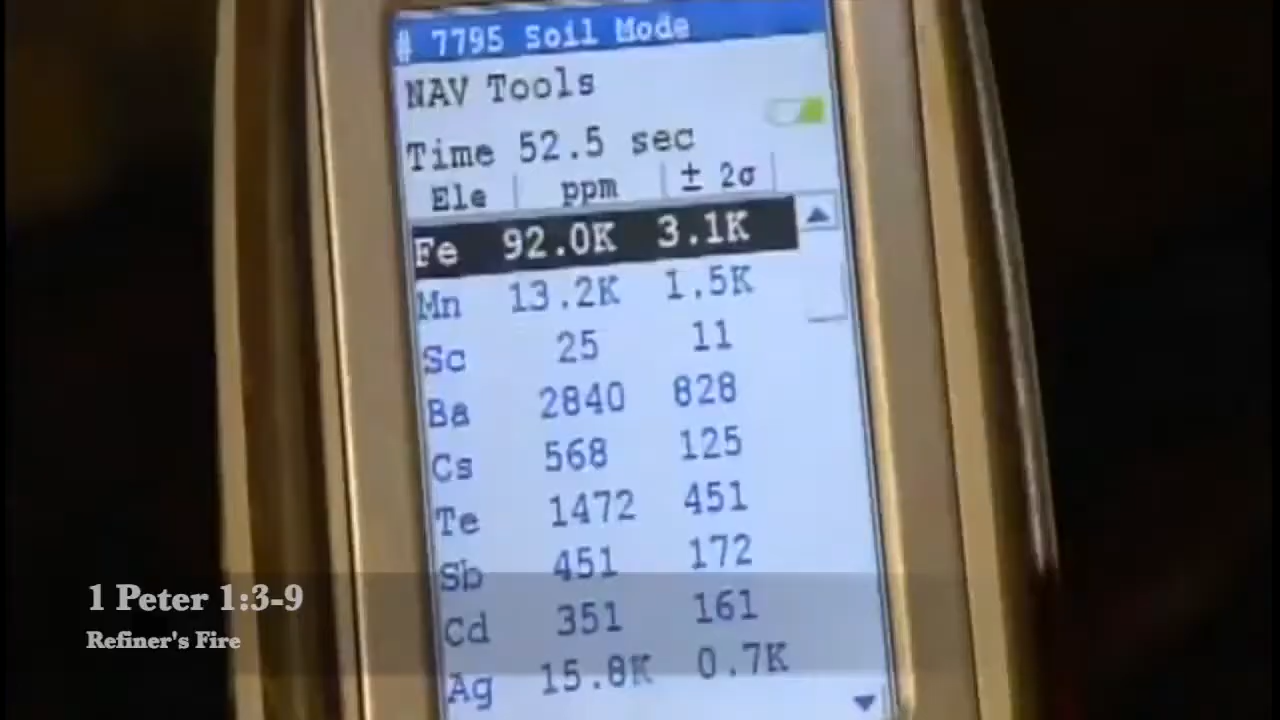 # 7795 Soil Mode
NAV Tools
Time 52.5 sec
Ele | ppm | ± 2σ |
Fe 92.0K 3.1K
Mn 13.2K 1.5K
Sc 25 11
Ba 2840 828
Cs 568 125
Te 1472 451
Sb 451 172
Cd 351 161
Ag 15.8K 0.7K
1 Peter 1:3-9
Refiner's Fire